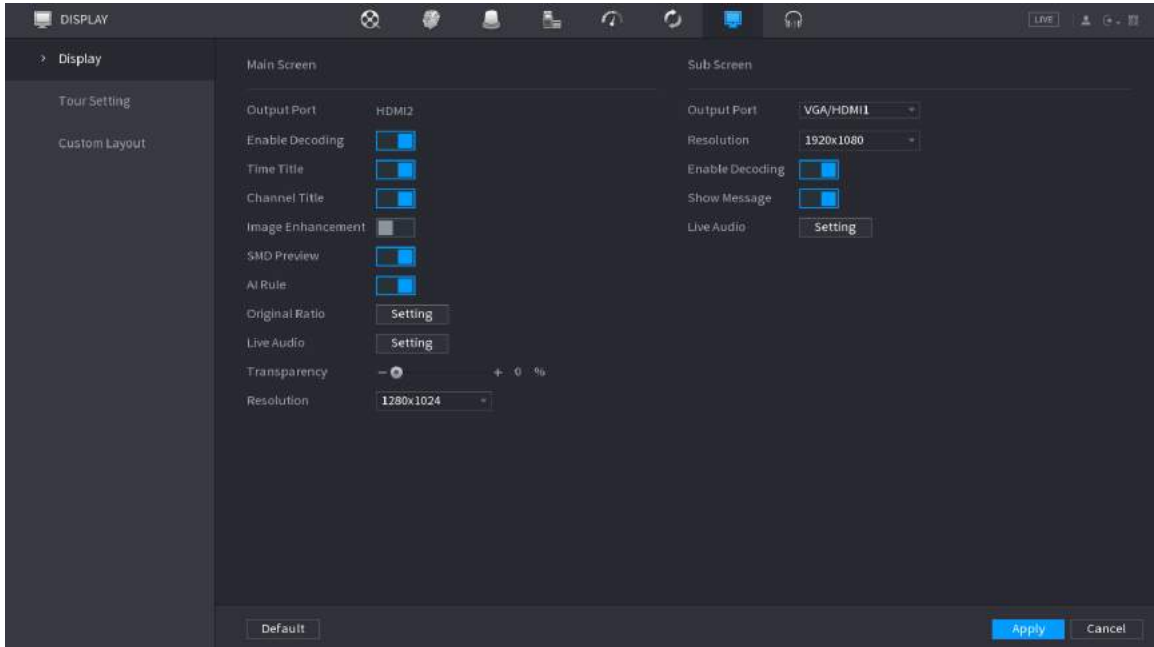 DISPLAY
LIVE
Display
Tour Setting
Custom Layout
Main Screen
Output Port HDMI2
Enable Decoding
Time Title
Channel Title
Image Enhancement
SMD Preview
AI Rule
Original Ratio Setting
Live Audio Setting
Transparency − + 0 %
Resolution 1280x1024
Sub Screen
Output Port VGA/HDMI1
Resolution 1920x1080
Enable Decoding
Show Message
Live Audio Setting
Default
Apply
Cancel